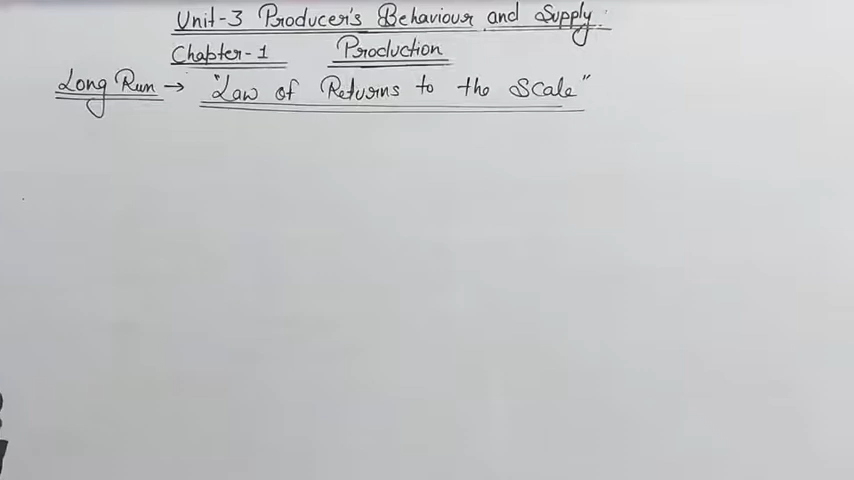 Unit-3 Producer's Behaviour and Supply.
Chapter-1 Production
Long Run → "Law of Returns to the Scale"